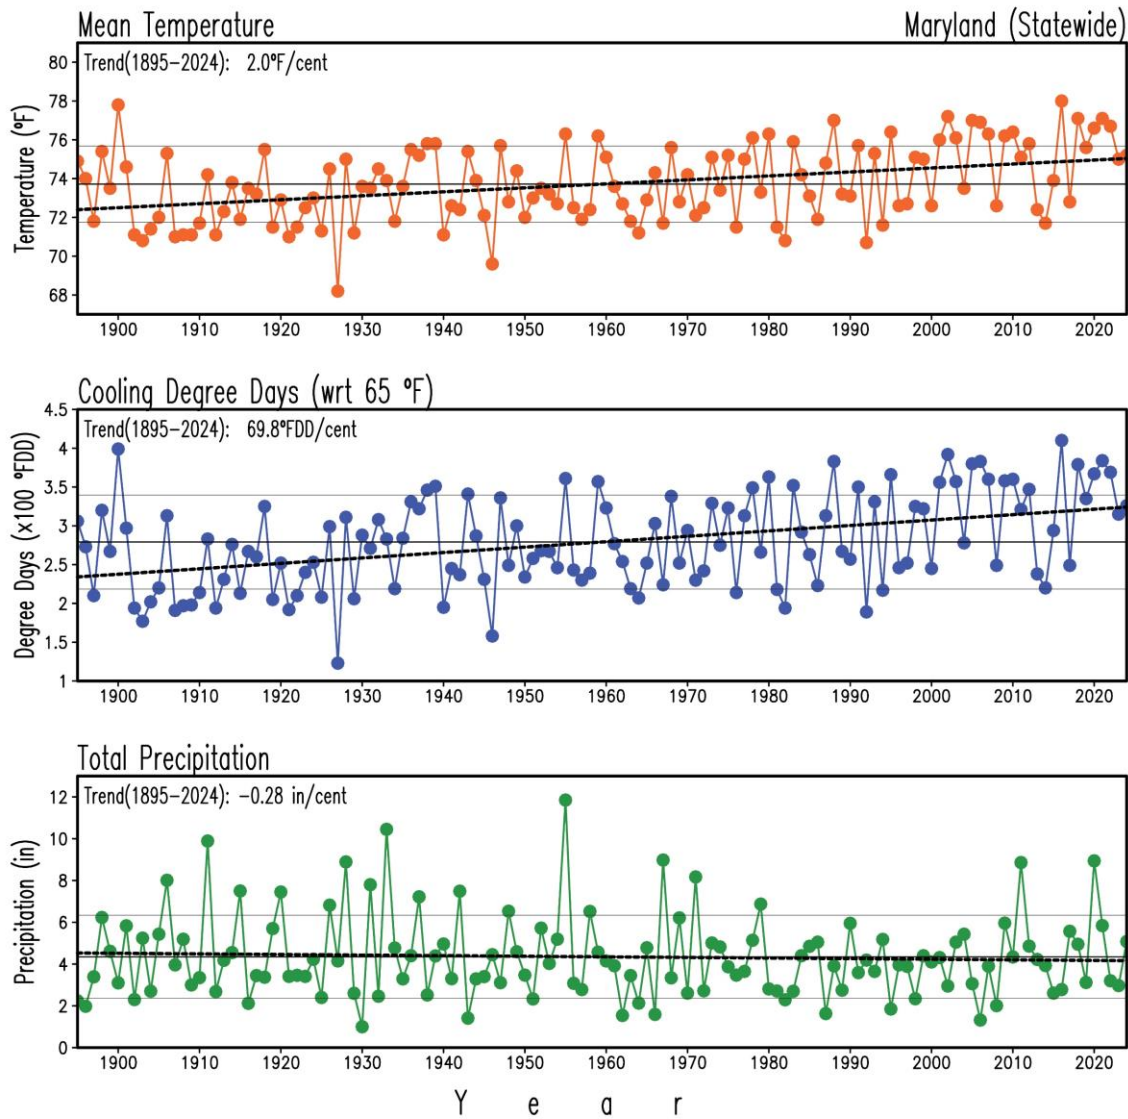 Mean Temperature Maryland (Statewide)
Trend(1895–2024): 2.0°F/cent
Temperature (°F)
80
78
76
74
72
70
68
1900 1910 1920 1930 1940 1950 1960 1970 1980 1990 2000 2010 2020
Cooling Degree Days (wrt 65 °F)
Trend(1895–2024): 69.8°FDD/cent
Degree Days (x100 °FDD)
4.5
4
3.5
3
2.5
2
1.5
1
1900 1910 1920 1930 1940 1950 1960 1970 1980 1990 2000 2010 2020
Total Precipitation
Trend(1895–2024): −0.28 in/cent
Precipitation (in)
12
10
8
6
4
2
0
1900 1910 1920 1930 1940 1950 1960 1970 1980 1990 2000 2010 2020
Y e a r